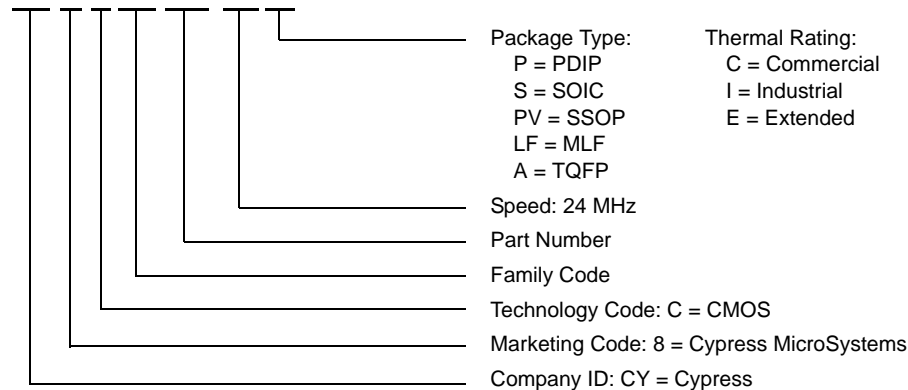 Package Type: Thermal Rating:
P = PDIP C = Commercial
S = SOIC I = Industrial
PV = SSOP E = Extended
LF = MLF
A = TQFP
Speed: 24 MHz
Part Number
Family Code
Technology Code: C = CMOS
Marketing Code: 8 = Cypress MicroSystems
Company ID: CY = Cypress